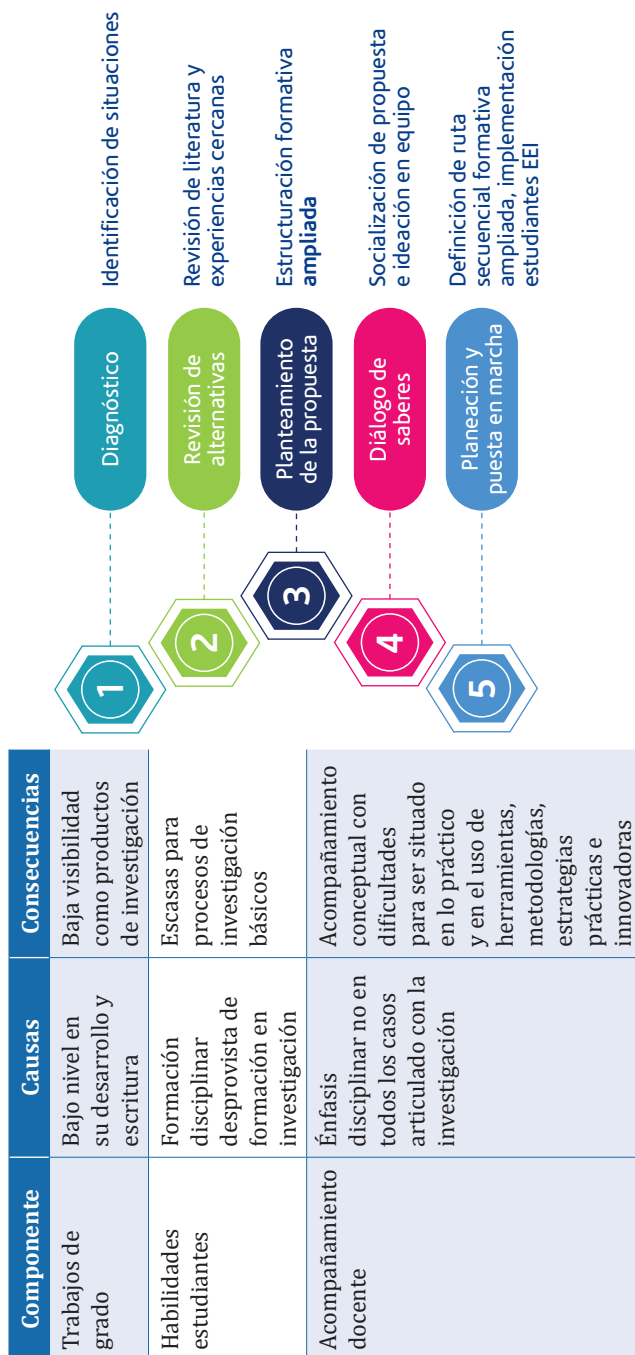 Componente
Causas
Consecuencias
Trabajos de
grado
Bajo nivel en
su desarrollo y
escritura
Baja visibilidad
como productos
de investigación
Habilidades
estudiantes
Formación
disciplinar
desprovista de
formación en
investigación
Escasas para
procesos de
investigación
básicos
Acompañamiento
docente
Énfasis
disciplinar no en
todos los casos
articulado con la
investigación
Acompañamiento
conceptual con
dificultades
para ser situado
en lo práctico
y en el uso de
herramientas,
metodologías,
estrategias
prácticas e
innovadoras
1
Diagnóstico
Identificación de situaciones
2
Revisión de
alternativas
Revisión de literatura y
experiencias cercanas
3
Planteamiento
de la propuesta
Estructuración formativa
ampliada
4
Diálogo de
saberes
Socialización de propuesta
e ideación en equipo
5
Planeación y
puesta en marcha
Definición de ruta
secuencial formativa
ampliada, implementación
estudiantes EEI